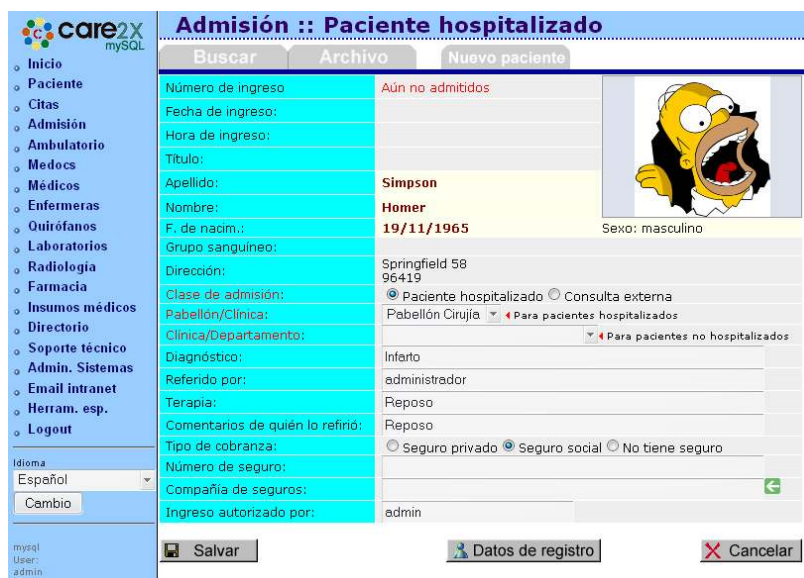 care2X
mySQL
Inicio
Paciente
Citas
Admisión
Ambulatorio
Medocs
Médicos
Enfermeras
Quirófanos
Laboratorios
Radiología
Farmacia
Insumos médicos
Directorio
Soporte técnico
Admin. Sistemas
Email intranet
Herram. esp.
Logout
Idioma
Español
Cambio
mysql
User:
admin
Admisión :: Paciente hospitalizado
Buscar Archivo Nuevo paciente
Número de ingreso Aún no admitidos
Fecha de ingreso:
Hora de ingreso:
Título:
Apellido: Simpson
Nombre: Homer
F. de nacim.: 19/11/1965 Sexo: masculino
Grupo sanguíneo:
Dirección: Springfield 58
96419
Clase de admisión: Paciente hospitalizado Consulta externa
Pabellón/Clínica: Pabellón Cirujía Para pacientes hospitalizados
Clínica/Departamento: Para pacientes no hospitalizados
Diagnóstico: Infarto
Referido por: administrador
Terapia: Reposo
Comentarios de quién lo refirió: Reposo
Tipo de cobranza: Seguro privado Seguro social No tiene seguro
Número de seguro:
Compañía de seguros:
Ingreso autorizado por: admin
Salvar Datos de registro Cancelar